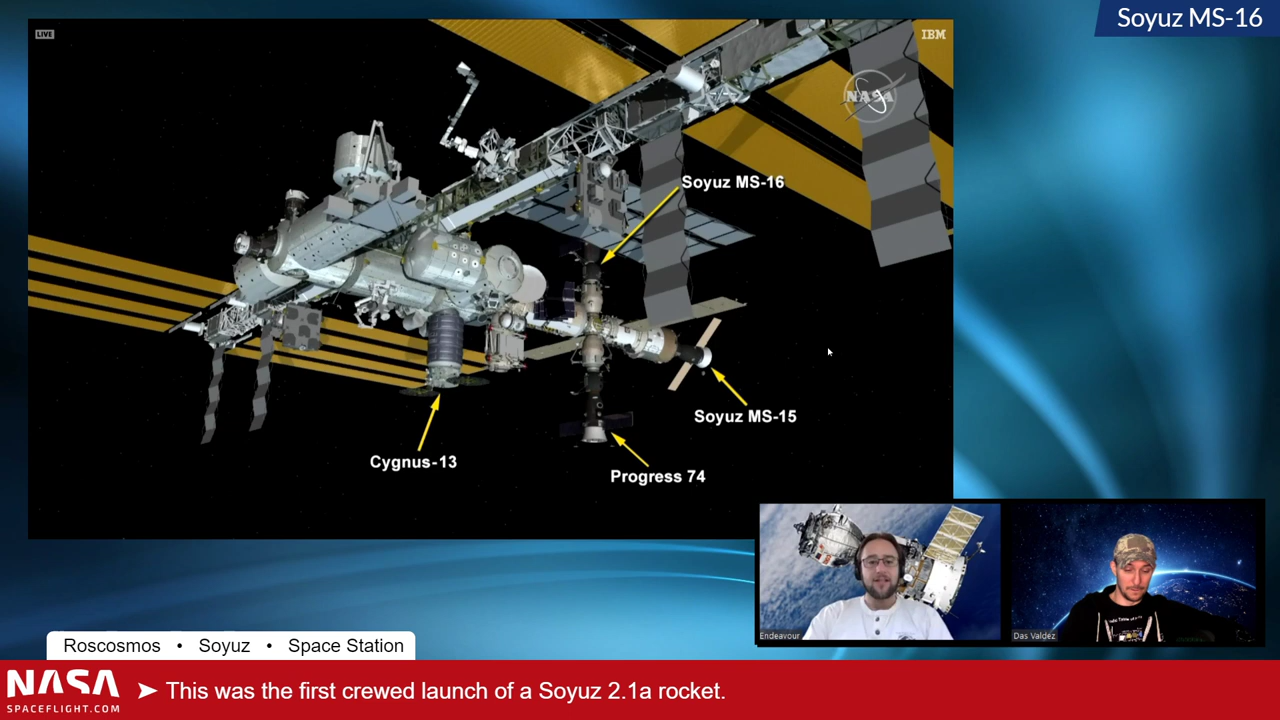 Soyuz MS-16
LIVE
IBM
NASA
Soyuz MS-16
Soyuz MS-15
Cygnus-13
Progress 74
Endeavour
Das Valdez
Roscosmos • Soyuz • Space Station
NASA
SPACEFLIGHT.COM
➤ This was the first crewed launch of a Soyuz 2.1a rocket.